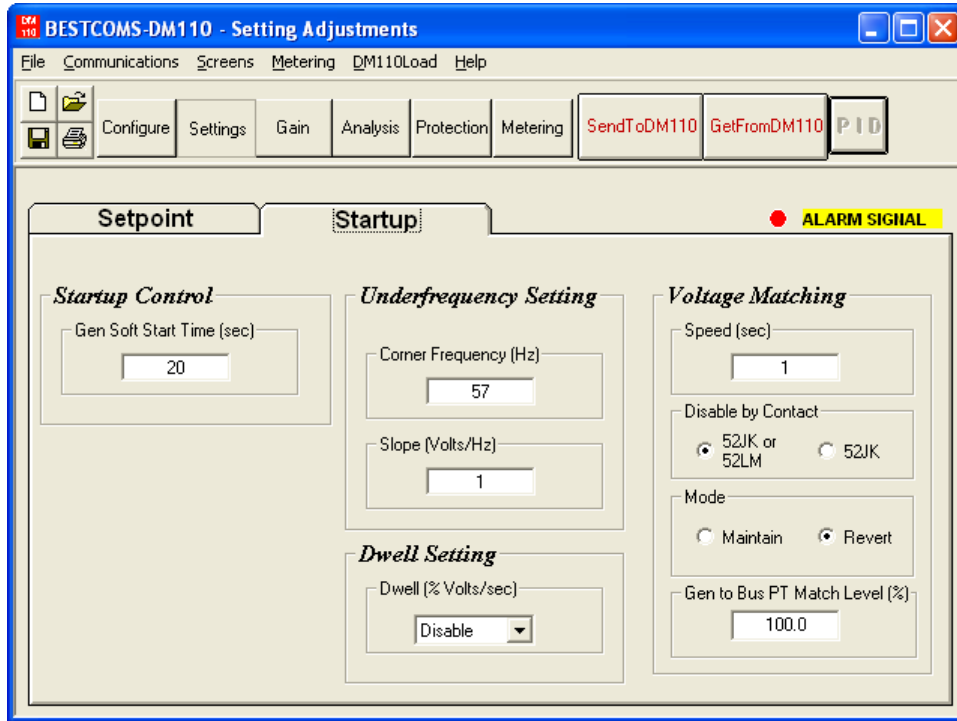 DM 110 BESTCOMS-DM110 - Setting Adjustments
File Communications Screens Metering DM110Load Help
Configure Settings Gain Analysis Protection Metering SendToDM110 GetFromDM110 PID
Setpoint Startup ALARM SIGNAL
Startup Control
Gen Soft Start Time (sec)
20
Underfrequency Setting
Corner Frequency (Hz)
57
Slope (Volts/Hz)
1
Dwell Setting
Dwell (% Volts/sec)
Disable
Voltage Matching
Speed (sec)
1
Disable by Contact
52JK or
52LM
52JK
Mode
Maintain Revert
Gen to Bus PT Match Level (%)
100.0